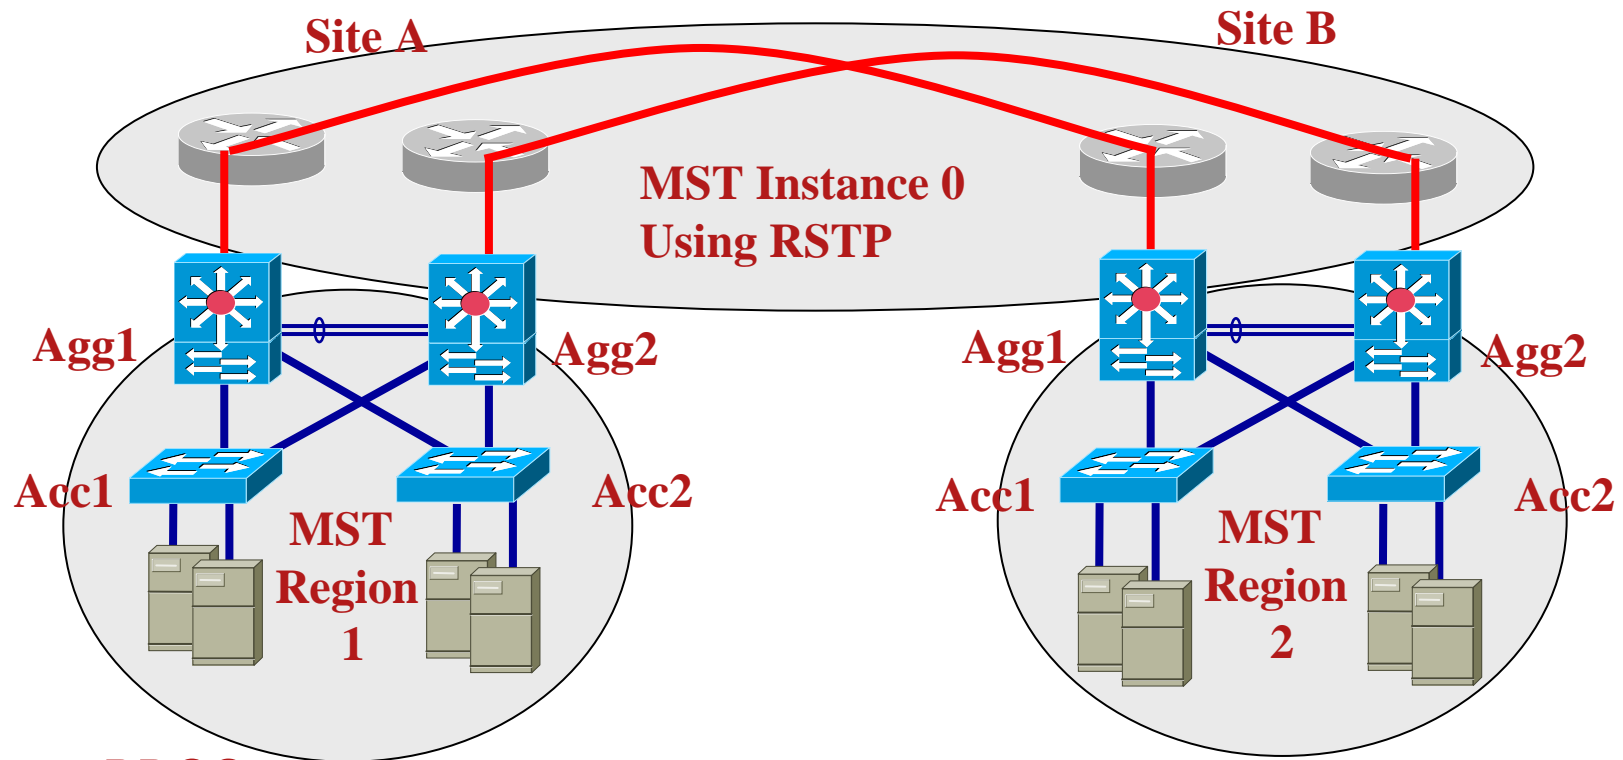 Site A
Site B
MST Instance 0
Using RSTP
Agg1
Agg2
Agg1
Agg2
Acc1
Acc2
Acc1
Acc2
MST
Region
1
MST
Region
2